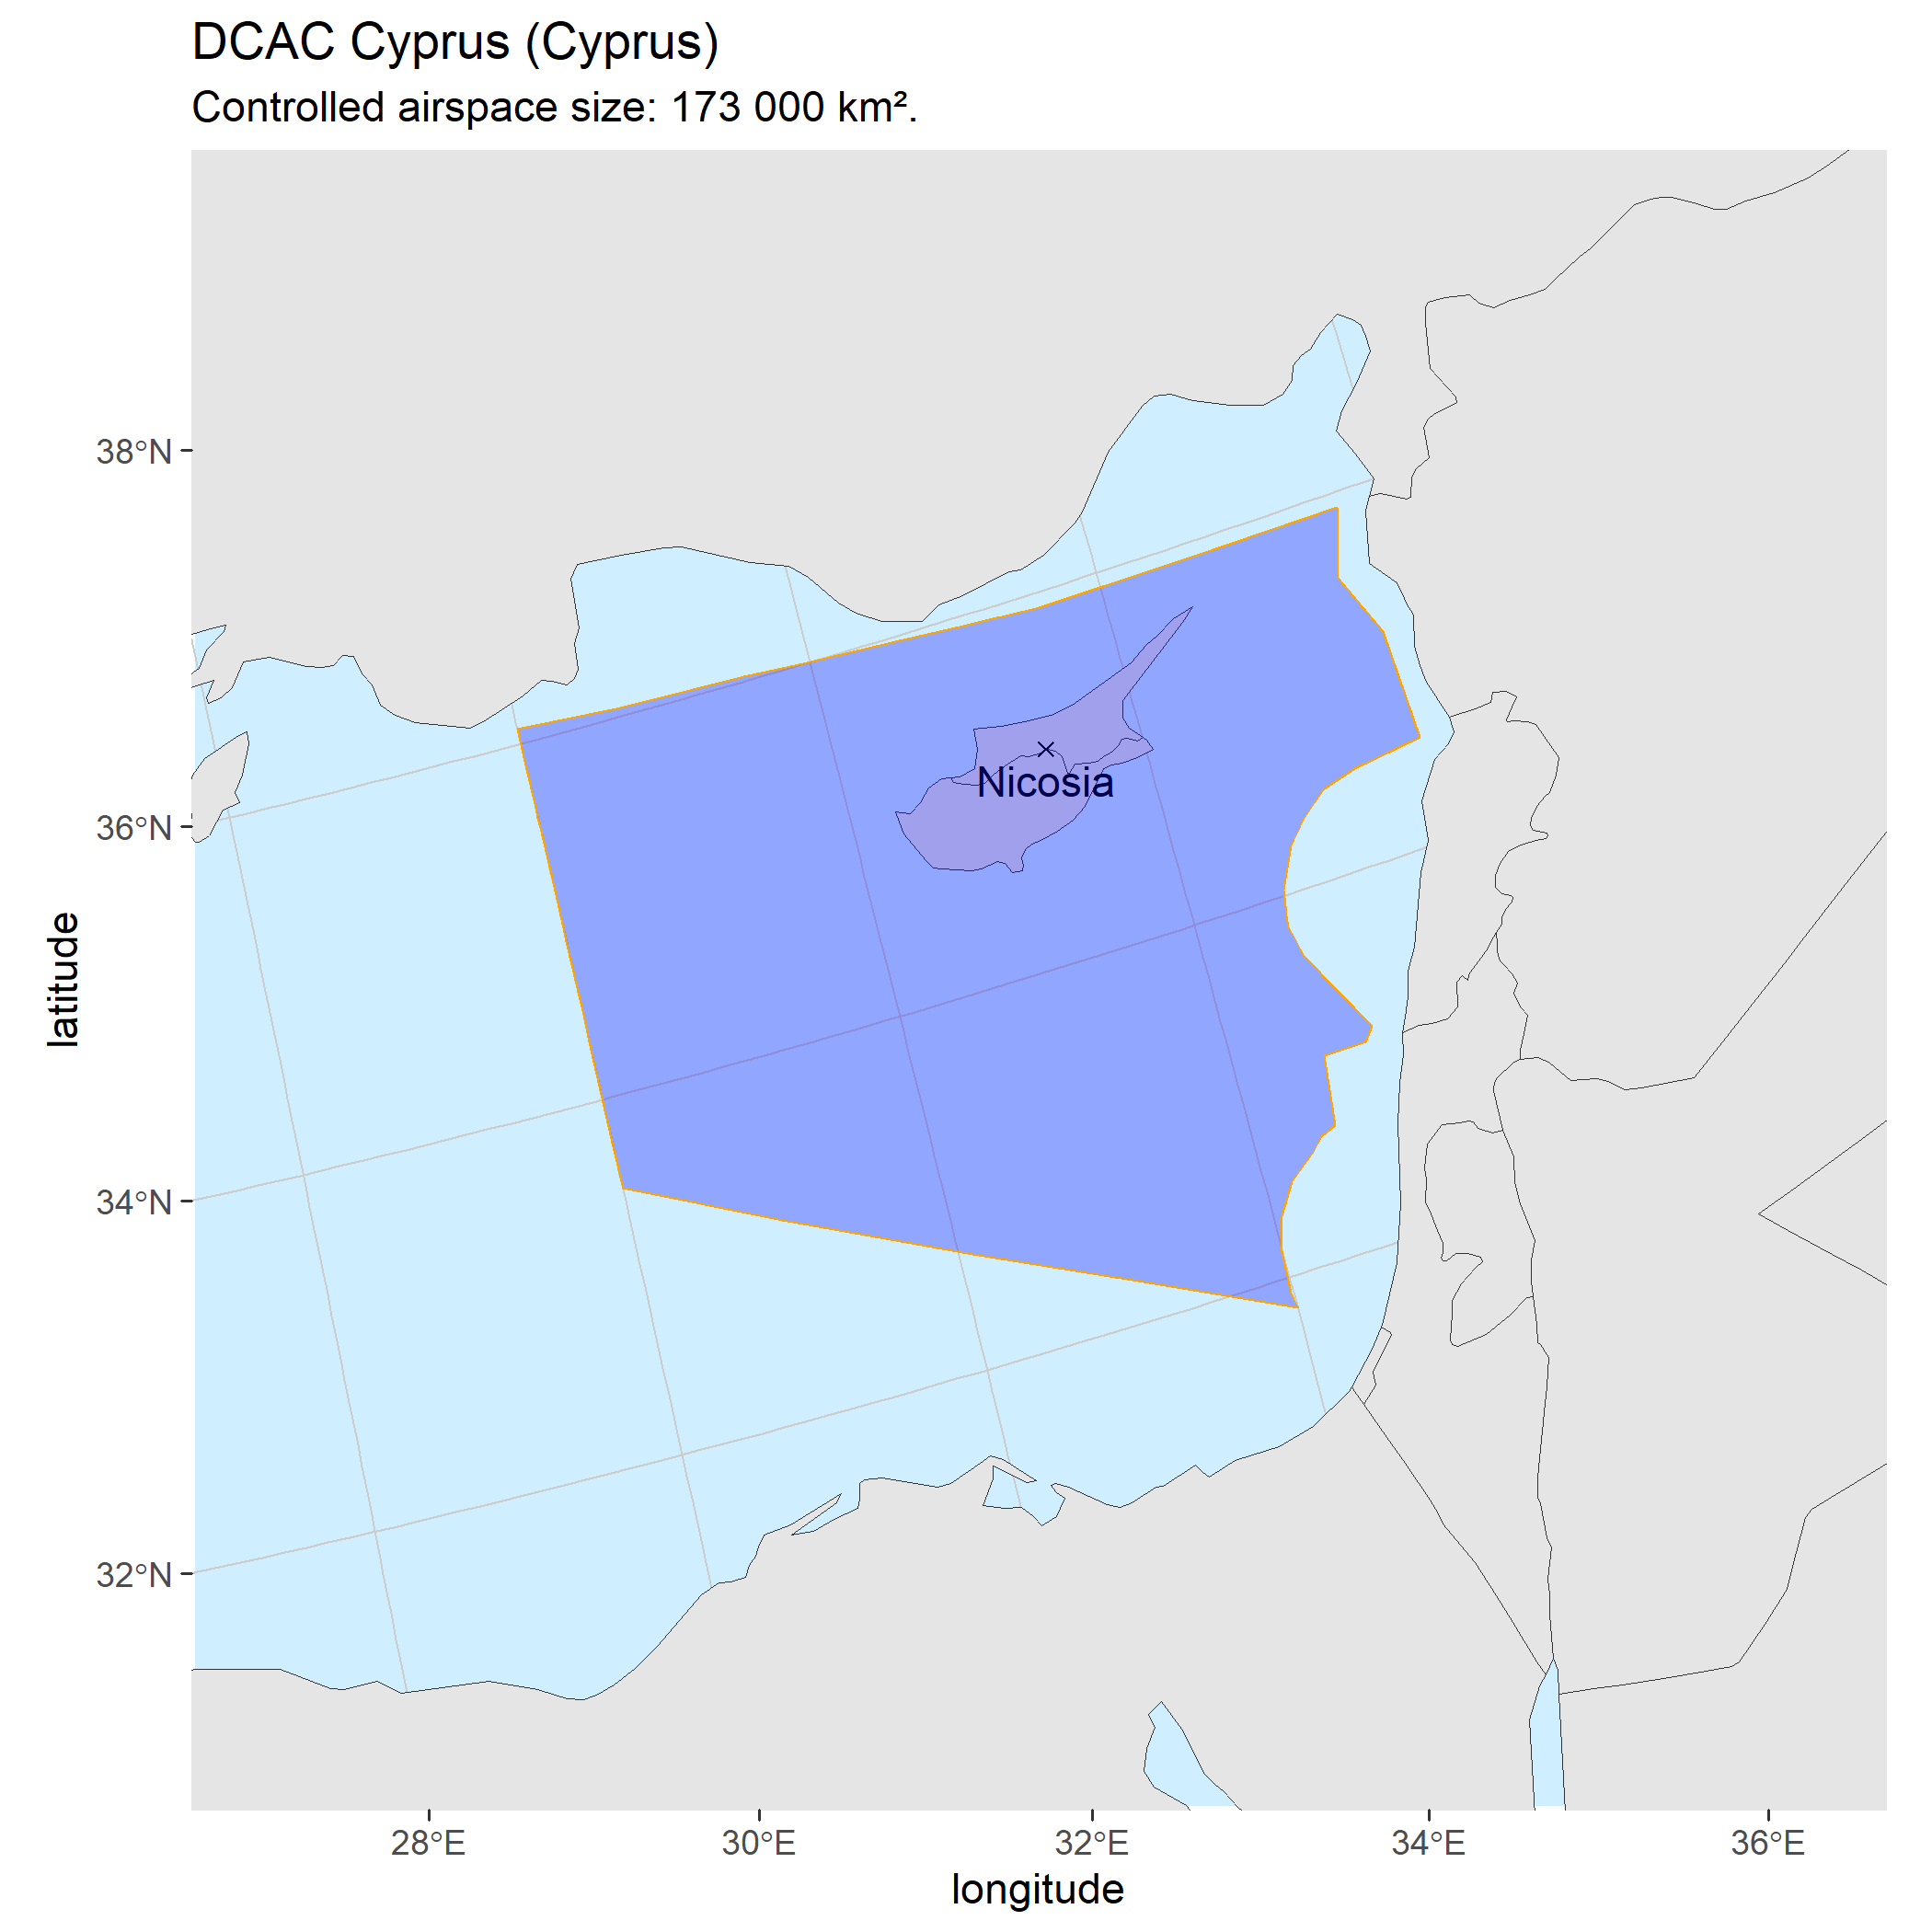 DCAC Cyprus (Cyprus)
Controlled airspace size: 173 000 km².
38°N
36°N
34°N
32°N
latitude
Nicosia
28°E 30°E 32°E 34°E 36°E
longitude